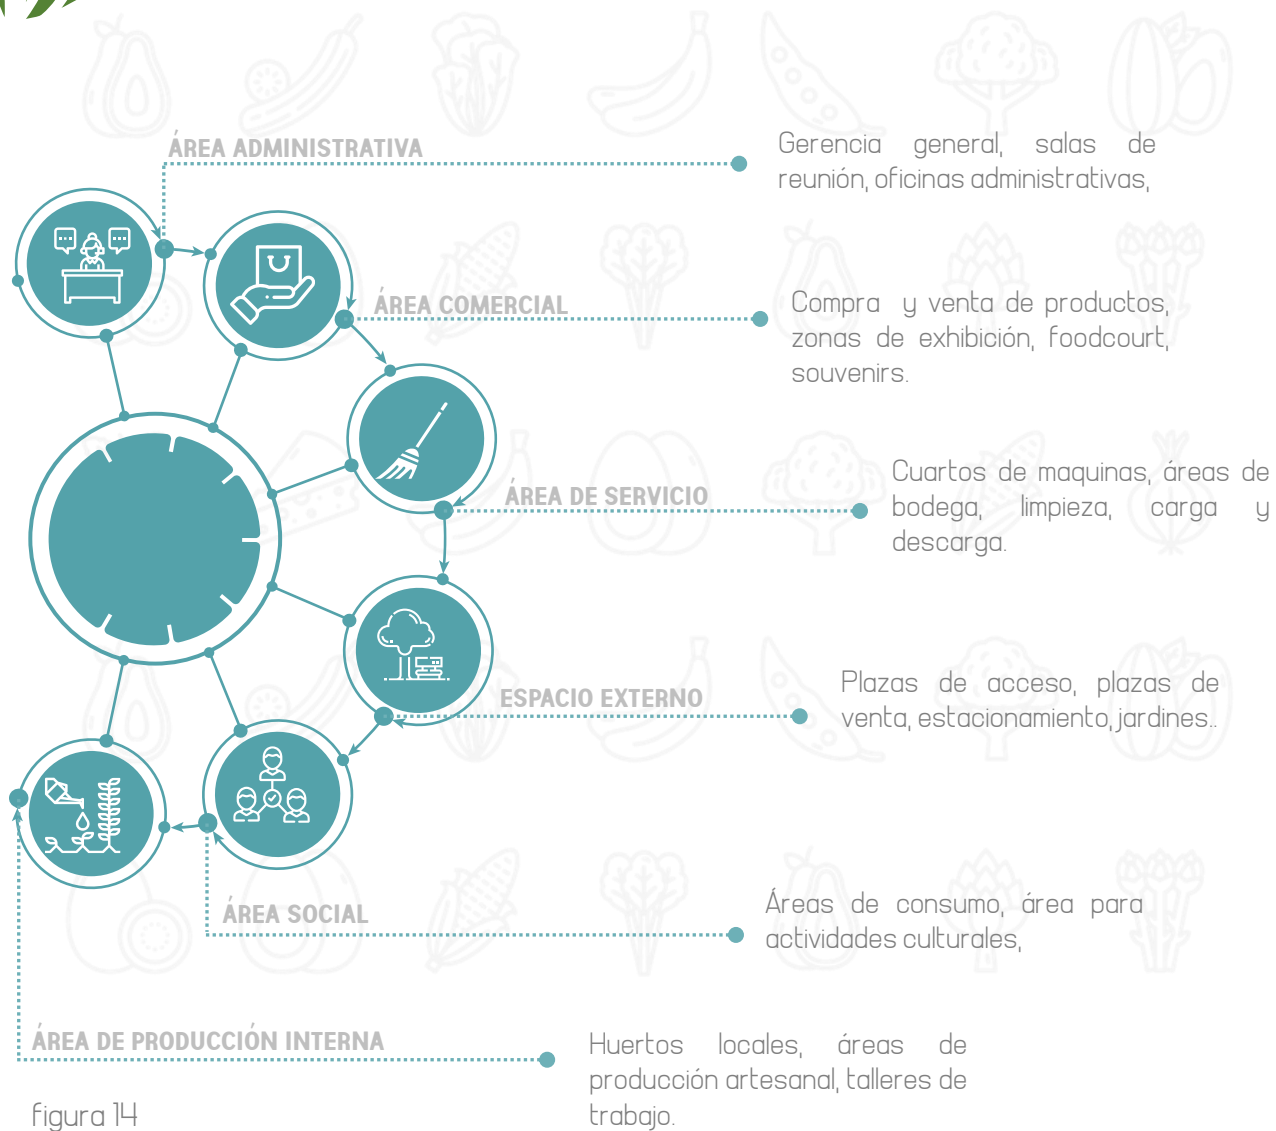 ÁREA ADMINISTRATIVA
Gerencia general, salas de
reunión, oficinas administrativas,
ÁREA COMERCIAL
Compra y venta de productos,
zonas de exhibición, foodcourt,
souvenirs.
ÁREA DE SERVICIO
Cuartos de maquinas, áreas de
bodega, limpieza, carga y
descarga.
ESPACIO EXTERNO
Plazas de acceso, plazas de
venta, estacionamiento, jardines..
ÁREA SOCIAL
Áreas de consumo, área para
actividades culturales,
ÁREA DE PRODUCCIÓN INTERNA
Huertos locales, áreas de
producción artesanal, talleres de
trabajo.
figura 14